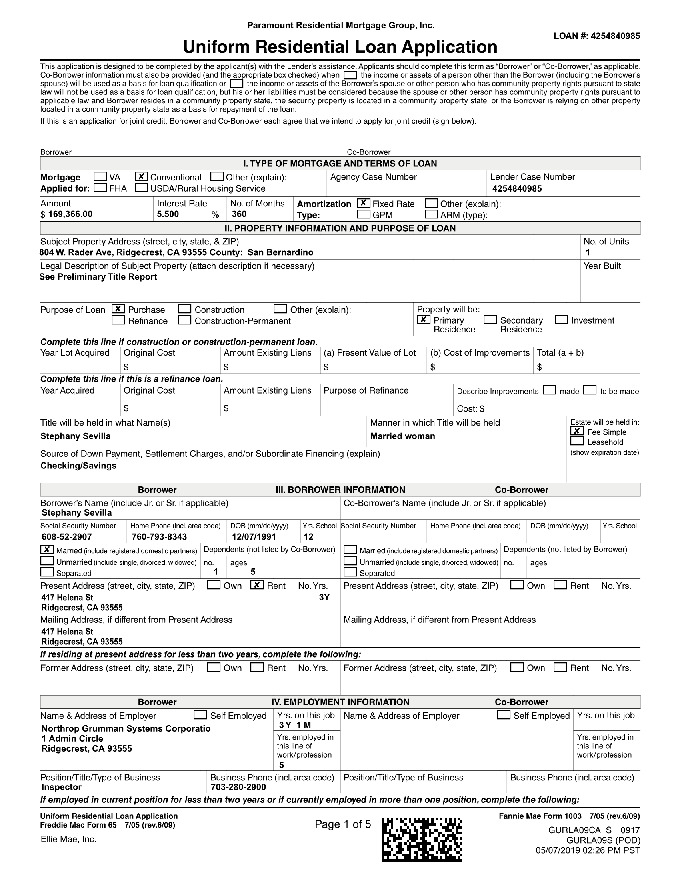 Paramount Residential Mortgage Group, Inc.
LOAN #: 4254840985
Uniform Residential Loan Application
This application is designed to be completed by the applicant(s) with the Lender's assistance. Applicants should complete this form as "Borrower" or "Co-Borrower," as applicable.
Co-Borrower information must also be provided (and the appropriate box checked) when the income or assets of a person other than the Borrower (including the Borrower's
spouse) will be used as a basis for loan qualification or the income or assets of the Borrower's spouse or other person who has community property rights pursuant to state
law will not be used as a basis for loan qualification, but his or her liabilities must be considered because the spouse or other person has community property rights pursuant to
applicable law and Borrower resides in a community property state, the security property is located in a community property state, or the Borrower is relying on other property
located in a community property state as a basis for repayment of the loan.
If this is an application for joint credit, Borrower and Co-Borrower each agree that we intend to apply for joint credit (sign below).
Borrower Co-Borrower
I. TYPE OF MORTGAGE AND TERMS OF LOAN
Mortgage VA X Conventional Other (explain): Agency Case Number Lender Case Number
Applied for: FHA USDA/Rural Housing Service 4254840985
Amount Interest Rate No. of Months Amortization X Fixed Rate Other (explain):
$ 169,366.00 5.500 % 360 Type: GPM ARM (type):
II. PROPERTY INFORMATION AND PURPOSE OF LOAN
Subject Property Address (street, city, state, & ZIP) No. of Units
804 W. Rader Ave, Ridgecrest, CA 93555 County: San Bernardino 1
Legal Description of Subject Property (attach description if necessary) Year Built
See Preliminary Title Report
Purpose of Loan X Purchase Construction Other (explain): Property will be:
Refinance Construction-Permanent X Primary Residence Secondary Residence Investment
Complete this line if construction or construction-permanent loan.
Year Lot Acquired Original Cost Amount Existing Liens (a) Present Value of Lot (b) Cost of Improvements Total (a + b)
$ $ $ $ $
Complete this line if this is a refinance loan.
Year Acquired Original Cost Amount Existing Liens Purpose of Refinance Describe Improvements made to be made
$ $ Cost: $
Title will be held in what Name(s) Manner in which Title will be held Estate will be held in:
Stephany Sevilla Married woman X Fee Simple
Leasehold
Source of Down Payment, Settlement Charges, and/or Subordinate Financing (explain) (show expiration date)
Checking/Savings
Borrower III. BORROWER INFORMATION Co-Borrower
Borrower's Name (include Jr. or Sr. if applicable) Co-Borrower's Name (include Jr. or Sr. if applicable)
Stephany Sevilla
Social Security Number Home Phone (incl. area code) DOB (mm/dd/yyyy) Yrs. School Social Security Number Home Phone (incl. area code) DOB (mm/dd/yyyy) Yrs. School
608-52-2907 760-793-8343 12/07/1991 12
X Married (include registered domestic partners) Dependents (not listed by Co-Borrower) Married (include registered domestic partners) Dependents (not listed by Borrower)
Unmarried (include single, divorced, widowed) no. ages Unmarried (include single, divorced, widowed) no. ages
Separated 1 5 Separated
Present Address (street, city, state, ZIP) Own X Rent No. Yrs. Present Address (street, city, state, ZIP) Own Rent No. Yrs.
417 Helena St 3Y
Ridgecrest, CA 93555
Mailing Address, if different from Present Address Mailing Address, if different from Present Address
417 Helena St
Ridgecrest, CA 93555
If residing at present address for less than two years, complete the following:
Former Address (street, city, state, ZIP) Own Rent No. Yrs. Former Address (street, city, state, ZIP) Own Rent No. Yrs.
Borrower IV. EMPLOYMENT INFORMATION Co-Borrower
Name & Address of Employer Self Employed Yrs. on this job Name & Address of Employer Self Employed Yrs. on this job
Northrop Grumman Systems Corporatio 3 Y 1 M
1 Admin Circle Yrs. employed in this line of work/profession Yrs. employed in this line of work/profession
Ridgecrest, CA 93555
5
Position/Title/Type of Business Business Phone (incl. area code) Position/Title/Type of Business Business Phone (incl. area code)
Inspector 703-280-2900
If employed in current position for less than two years or if currently employed in more than one position, complete the following:
Uniform Residential Loan Application Fannie Mae Form 1003 7/05 (rev.6/09)
Freddie Mac Form 65 7/05 (rev.6/09) Page 1 of 5
Ellie Mae, Inc. GURLA09CA_S 0917
GURLA09S (POD)
05/07/2019 02:26 PM PST